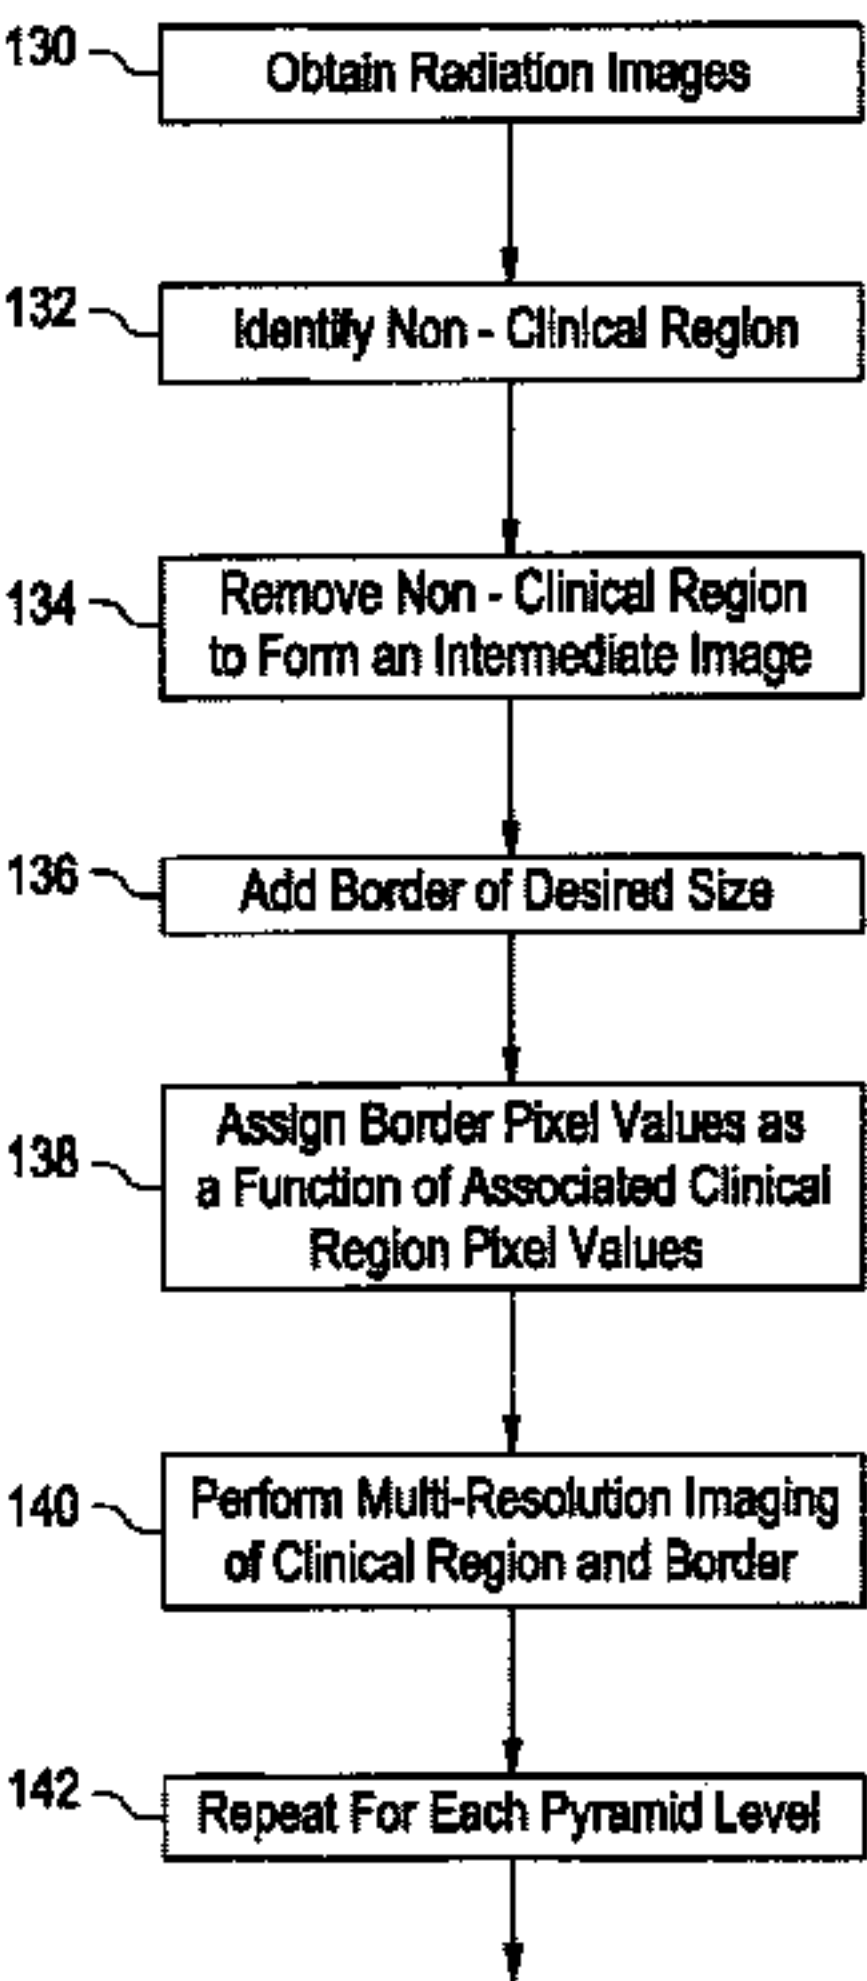 130
Obtain Radiation Images
132
Identify Non - Clinical Region
134
Remove Non - Clinical Region
to Form an Intermediate Image
136
Add Border of Desired Size
138
Assign Border Pixel Values as
a Function of Associated Clinical
Region Pixel Values
140
Perform Multi-Resolution Imaging
of Clinical Region and Border
142
Repeat For Each Pyramid Level